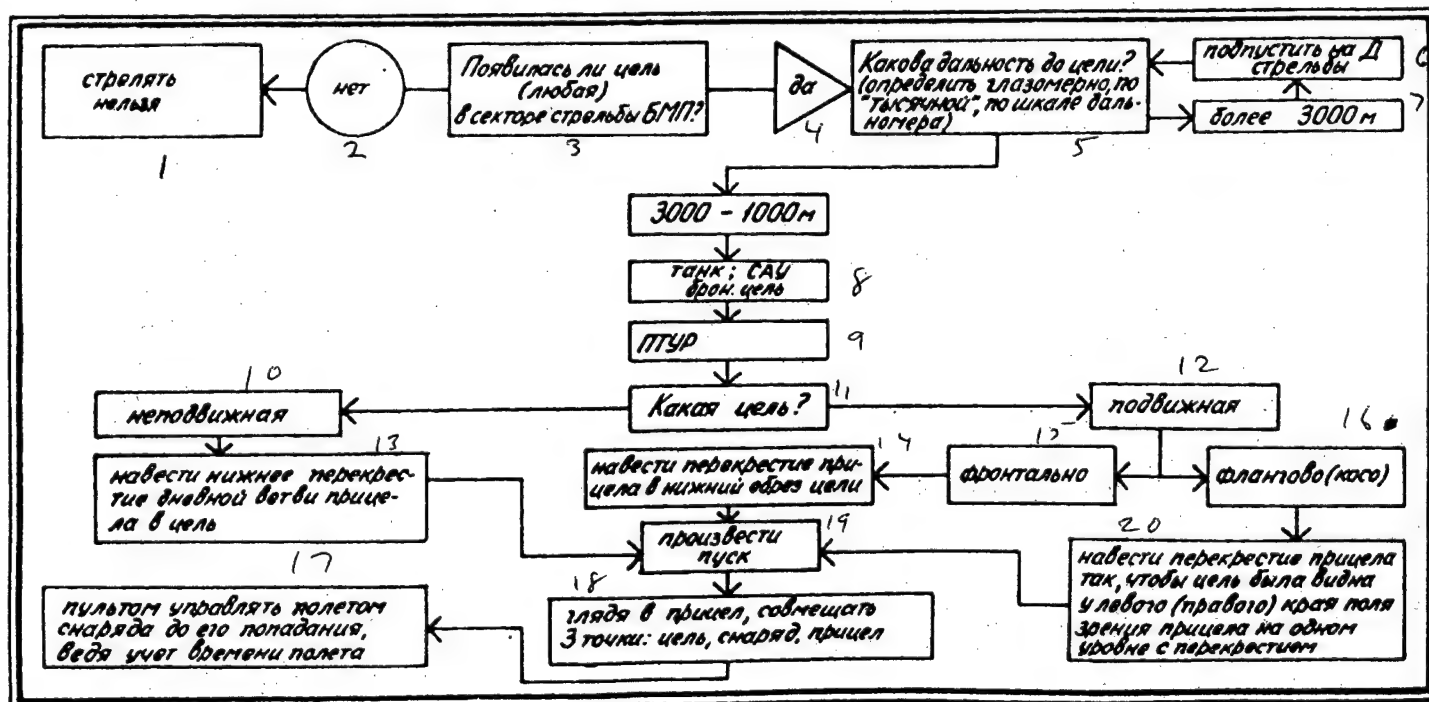 стрелять
нельзя
1
нет
2
Появилась ли цель
(любая)
в секторе стрельбы БМП?
3
да
4
Какова дальность до цели?
(определить глазомерно, по
"тысячной", по шкале даль-
номера)
5
подпустить на Д
стрельбы
6
более 3000 м
7
3000 - 1000 м
танк; САУ
брон. цель
8
ПТУР
9
10
неподвижная
Какая цель?
11
12
подвижная
13
навести нижнее перекрес-
тие дневной ветви прице-
ла в цель
14
навести перекрестие при-
цела в нижний обрез цели
15
фронтально
16
флангово (косо)
17
пультом управлять полетом
снаряда до его попадания,
ведя учет времени полета
18
глядя в прицел, совмещать
3 точки: цель, снаряд, прицел
19
произвести
пуск
20
навести перекрестие прицела
так, чтобы цель была видна
у левого (правого) края поля
зрения прицела на одном
уровне с перекрестием